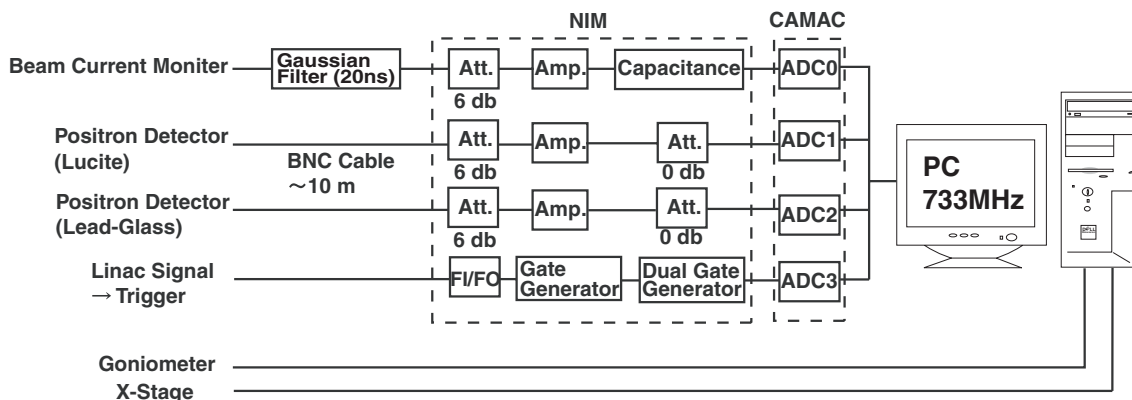 NIM
CAMAC
Beam Current Moniter
Gaussian
Filter (20ns)
Att.
Amp.
Capacitance
ADC0
6 db
Positron Detector
(Lucite)
BNC Cable
～10 m
Att.
Amp.
Att.
ADC1
6 db
0 db
Positron Detector
(Lead-Glass)
Att.
Amp.
Att.
ADC2
6 db
0 db
Linac Signal
→ Trigger
FI/FO
Gate
Generator
Dual Gate
Generator
ADC3
PC
733MHz
DELL
Goniometer
X-Stage